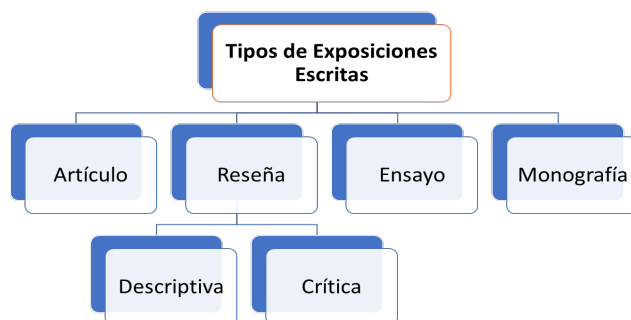 Tipos de Exposiciones
Escritas
Artículo
Reseña
Ensayo
Monografía
Descriptiva
Crítica